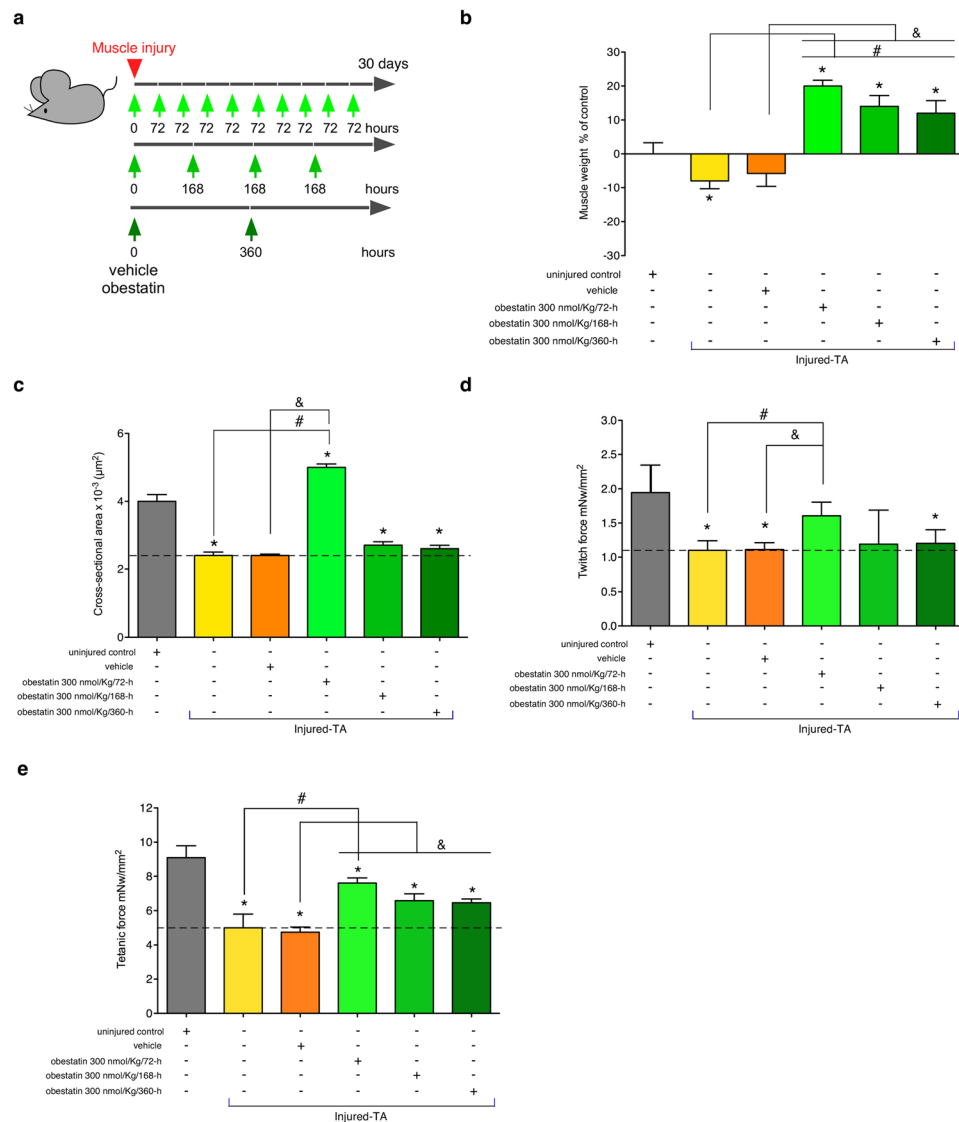 a
Muscle injury
30 days
0 72 72 72 72 72 72 72 72 72 hours
0 168 168 168 hours
0 360 hours
vehicle
obestatin
b
&
#
*
*
*
*
30
20
10
0
-10
-20
-30
Muscle weight % of control
uninjured control + - - - - -
vehicle - - + - - -
obestatin 300 nmol/Kg/72-h - - - + - -
obestatin 300 nmol/Kg/168-h - - - - + -
obestatin 300 nmol/Kg/360-h - - - - - +
Injured-TA
c
&
#
* * * *
6
4
2
0
Cross-sectional area x 10⁻³ (µm²)
uninjured control + - - - - -
vehicle - - + - - -
obestatin 300 nmol/Kg/72-h - - - + - -
obestatin 300 nmol/Kg/168-h - - - - + -
obestatin 300 nmol/Kg/360-h - - - - - +
Injured-TA
d
#
&
* * *
3.0
2.5
2.0
1.5
1.0
0.5
0.0
Twitch force mNw/mm²
uninjured control + - - - - -
vehicle - - + - - -
obestatin 300 nmol/Kg/72-h - - - + - -
obestatin 300 nmol/Kg/168-h - - - - + -
obestatin 300 nmol/Kg/360-h - - - - - +
Injured-TA
e
#
&
* * * * *
12
10
8
6
4
2
0
Tetanic force mNw/mm²
uninjured control + - - - - -
vehicle - - + - - -
obestatin 300 nmol/Kg/72-h - - - + - -
obestatin 300 nmol/Kg/168-h - - - - + -
obestatin 300 nmol/Kg/360-h - - - - - +
Injured-TA